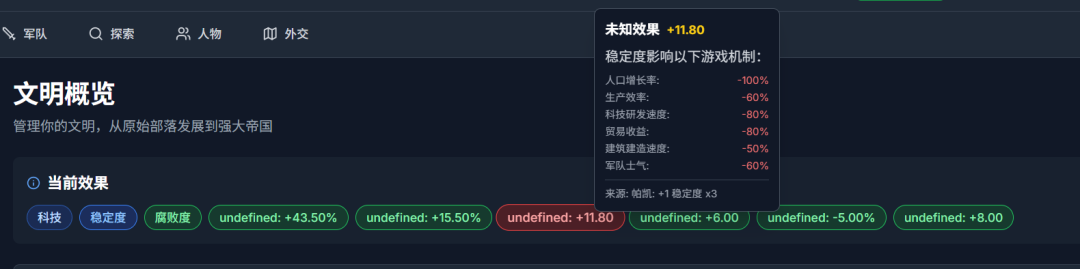 军队 探索 人物 外交
未知效果 +11.80
稳定度影响以下游戏机制：
人口增长率: -100%
生产效率: -60%
科技研发速度: -80%
贸易收益: -80%
建筑建造速度: -50%
军队士气: -60%
来源: 帕凯: +1 稳定度 x3
文明概览
管理你的文明，从原始部落发展到强大帝国
当前效果
科技 稳定度 腐败度 undefined: +43.50% undefined: +15.50% undefined: +11.80 undefined: +6.00 undefined: -5.00% undefined: +8.00